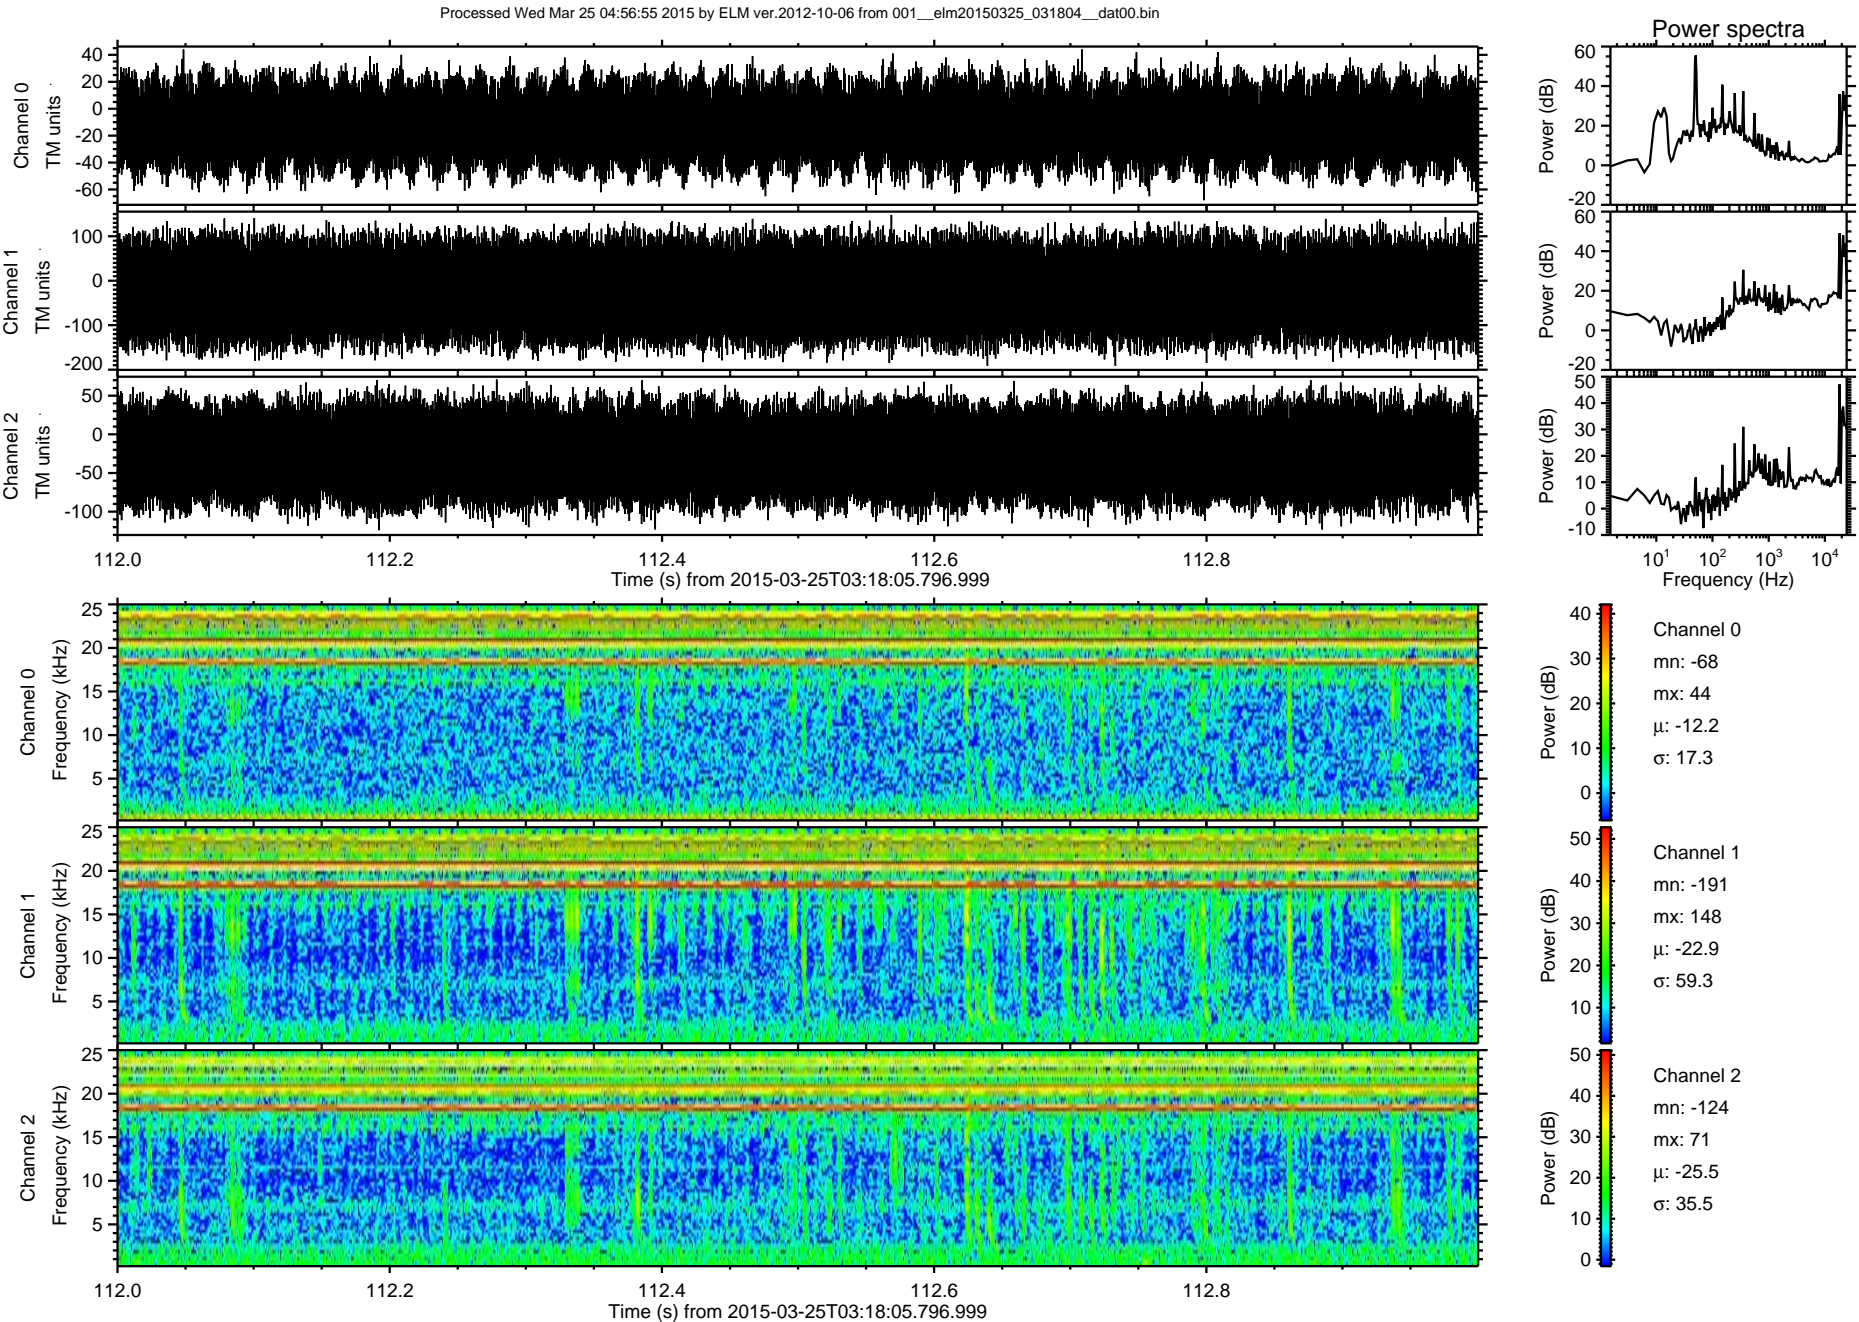 Processed Wed Mar 25 04:56:55 2015 by ELM ver.2012-10-06 from 001__elm20150325_031804__dat00.bin
Power spectra
Channel 0
TM units
40
20
0
-20
-40
-60
Power (dB)
60
40
20
0
-20
Channel 1
TM units
100
0
-100
-200
Power (dB)
60
40
20
0
-20
Channel 2
TM units
50
0
-50
-100
Power (dB)
50
40
30
20
10
0
-10
112.0 112.2 112.4 112.6 112.8
Time (s) from 2015-03-25T03:18:05.796.999
10¹ 10² 10³ 10⁴
Frequency (Hz)
Channel 0
Frequency (kHz)
25
20
15
10
5
Power (dB)
40
30
20
10
0
Channel 0
mn: -68
mx: 44
μ: -12.2
σ: 17.3
Channel 1
Frequency (kHz)
25
20
15
10
5
Power (dB)
50
40
30
20
10
Channel 1
mn: -191
mx: 148
μ: -22.9
σ: 59.3
Channel 2
Frequency (kHz)
25
20
15
10
5
Power (dB)
50
40
30
20
10
0
Channel 2
mn: -124
mx: 71
μ: -25.5
σ: 35.5
112.0 112.2 112.4 112.6 112.8
Time (s) from 2015-03-25T03:18:05.796.999